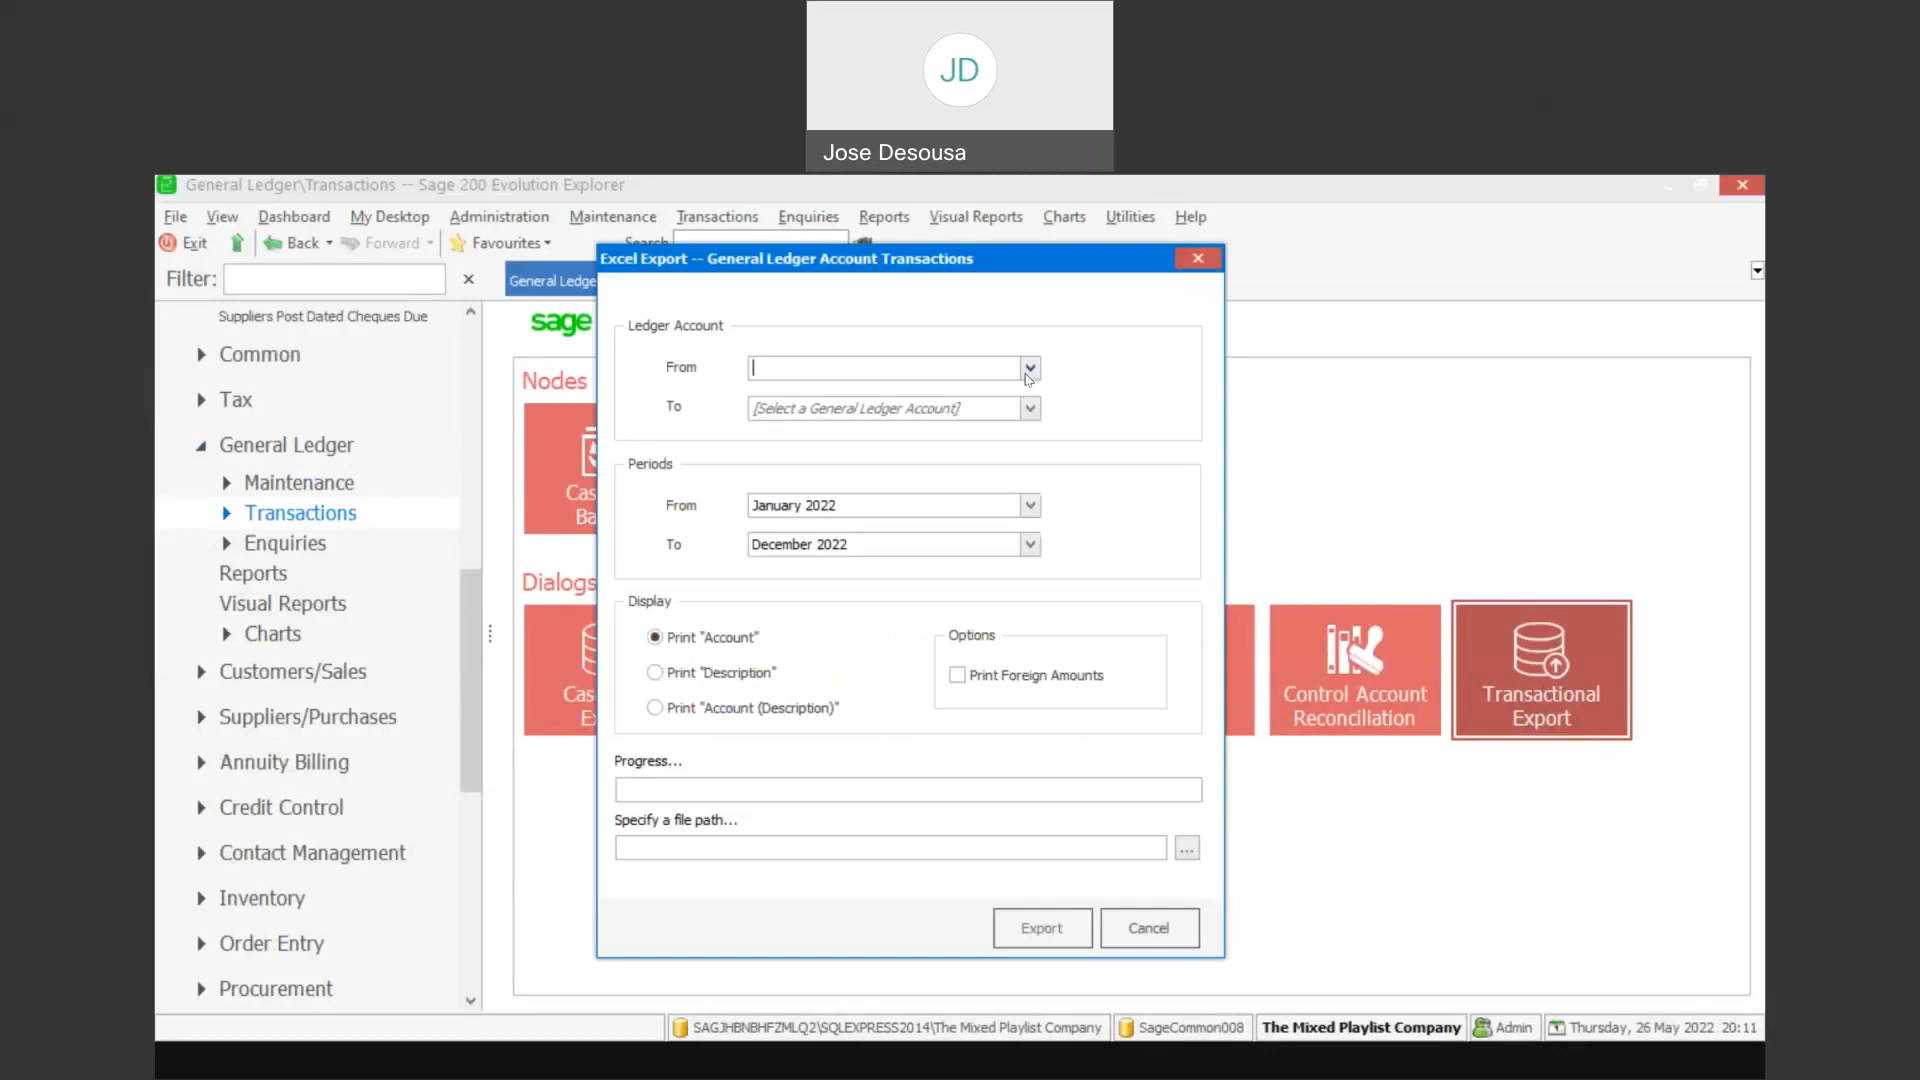 JD
Jose Desousa
General Ledger\Transactions -- Sage 200 Evolution Explorer
File View Dashboard My Desktop Administration Maintenance Transactions Enquiries Reports Visual Reports Charts Utilities Help
Exit Back Forward Favourites Search
Filter:
General Ledge
Excel Export -- General Ledger Account Transactions
Suppliers Post Dated Cheques Due
Common
Tax
General Ledger
Maintenance
Transactions
Enquiries
Reports
Visual Reports
Charts
Customers/Sales
Suppliers/Purchases
Annuity Billing
Credit Control
Contact Management
Inventory
Order Entry
Procurement
sage
Nodes
Cas
Ba
Dialogs
Cas
E
Ledger Account
From
To [Select a General Ledger Account]
Periods
From January 2022
To December 2022
Display
Print "Account"
Print "Description"
Print "Account (Description)"
Options
Print Foreign Amounts
Progress...
Specify a file path...
...
Export Cancel
Control Account
Reconciliation
Transactional
Export
SAGJHBNBHFZMLQ2\SQLEXPRESS2014\The Mixed Playlist Company SageCommon008 The Mixed Playlist Company Admin Thursday, 26 May 2022 20:11